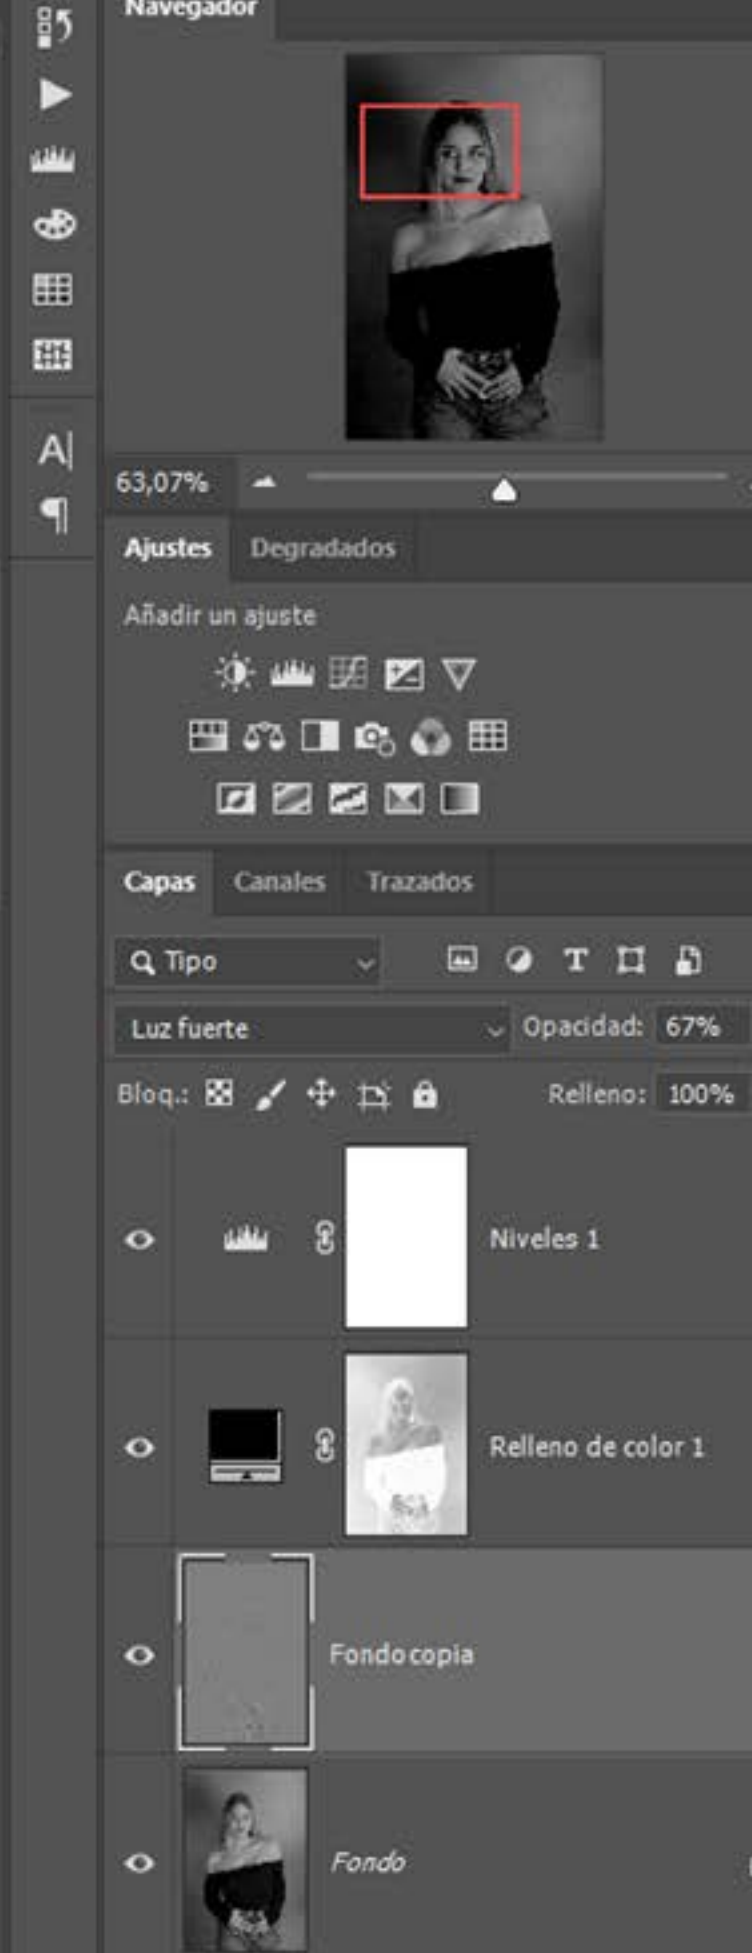 Navegador
A|
¶
63,07%
Ajustes Degradados
Añadir un ajuste
Capas Canales Trazados
Tipo T
Luz fuerte Opacidad: 67%
Bloq.: Relleno: 100%
Niveles 1
Relleno de color 1
Fondo copia
Fondo